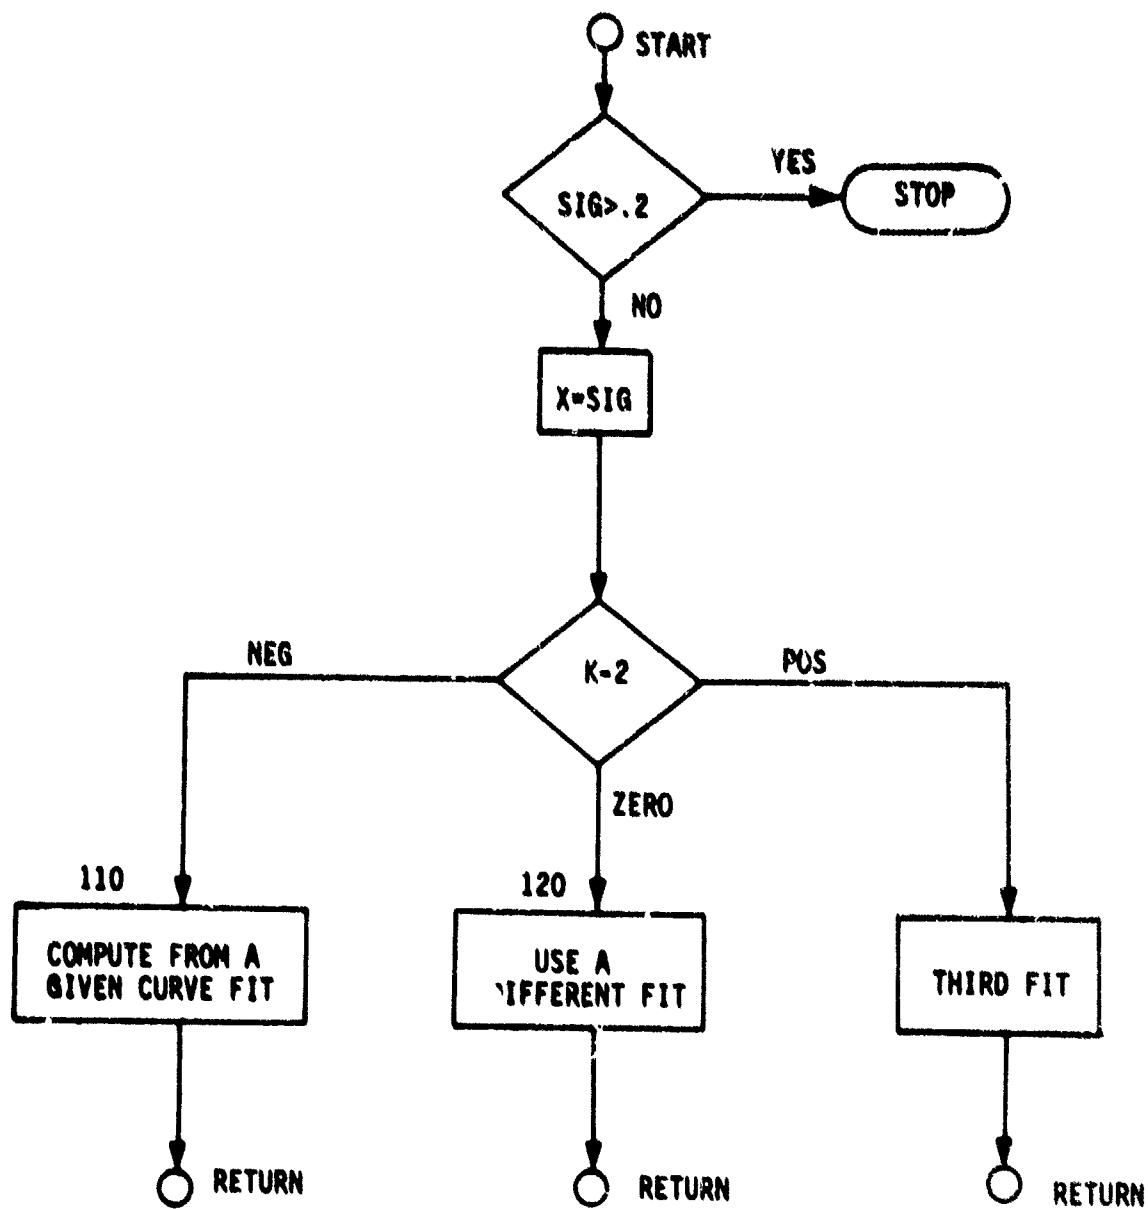 START
YES
STOP
SIG>.2
NO
X=SIG
NEG
K-2
POS
ZERO
110
120
COMPUTE FROM A
GIVEN CURVE FIT
USE A
DIFFERENT FIT
THIRD FIT
RETURN
RETURN
RETURN